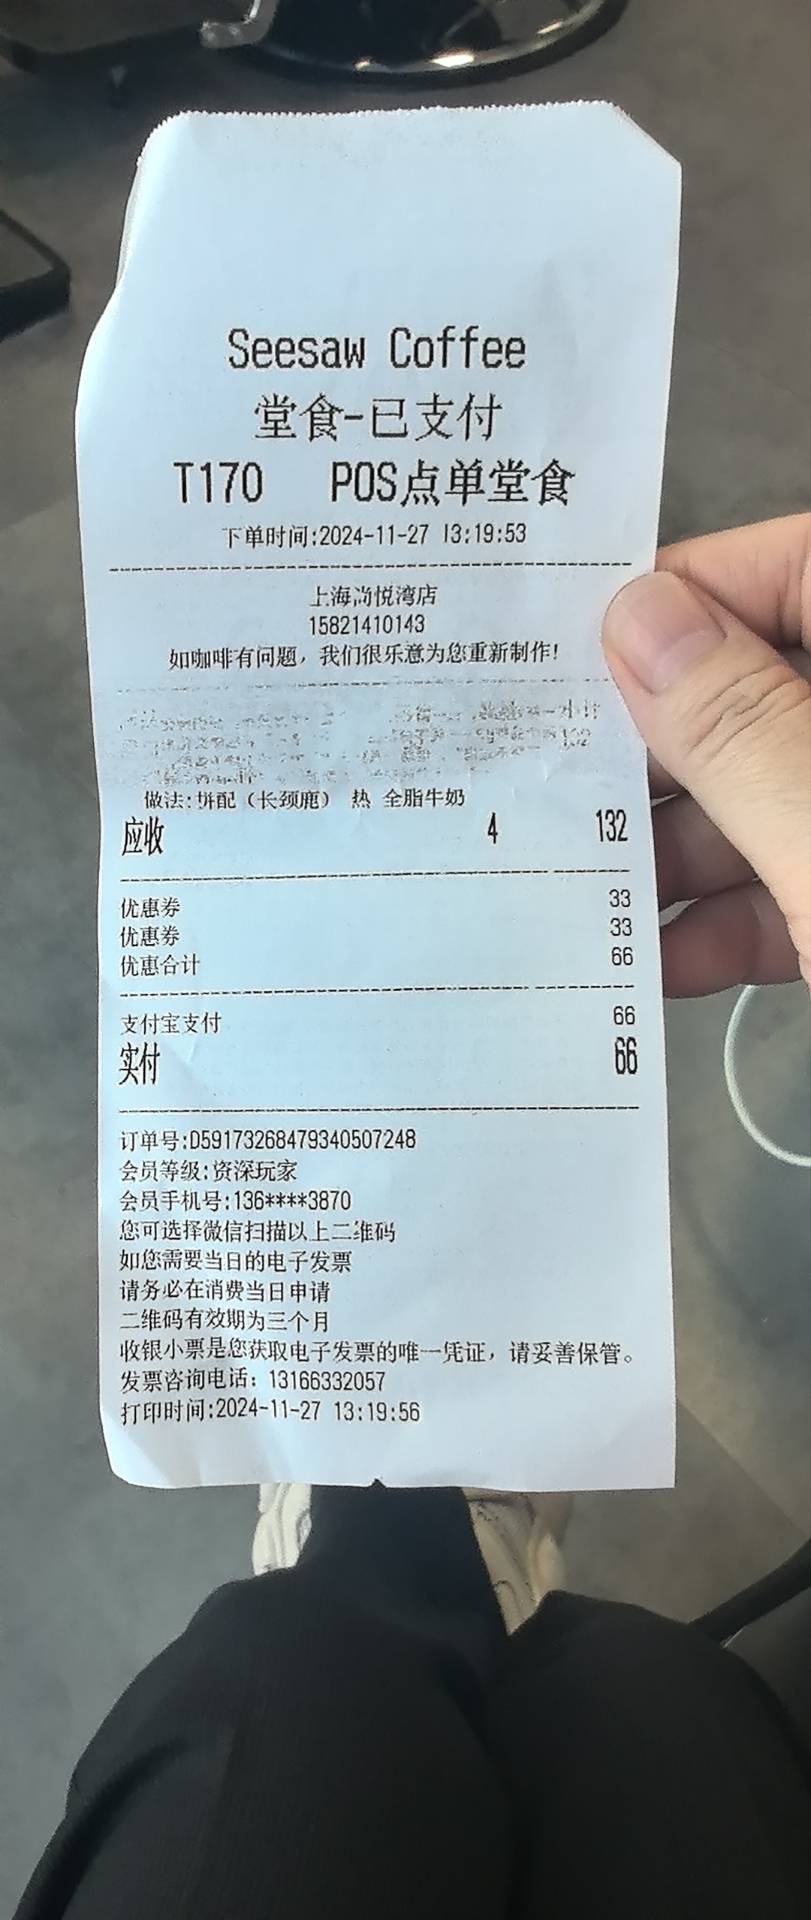 Seesaw Coffee
堂食-已支付
T170 POS点单堂食
下单时间:2024-11-27 13:19:53
上海尚悦湾店
15821410143
如咖啡有问题，我们很乐意为您重新制作!
做法:拼配（长颈鹿） 热 全脂牛奶
应收 4 132
优惠券 33
优惠券 33
优惠合计 66
支付宝支付 66
实付 66
订单号:D59173268479340507248
会员等级:资深玩家
会员手机号:136****3870
您可选择微信扫描以上二维码
如您需要当日的电子发票
请务必在消费当日申请
二维码有效期为三个月
收银小票是您获取电子发票的唯一凭证，请妥善保管。
发票咨询电话：13166332057
打印时间:2024-11-27 13:19:56